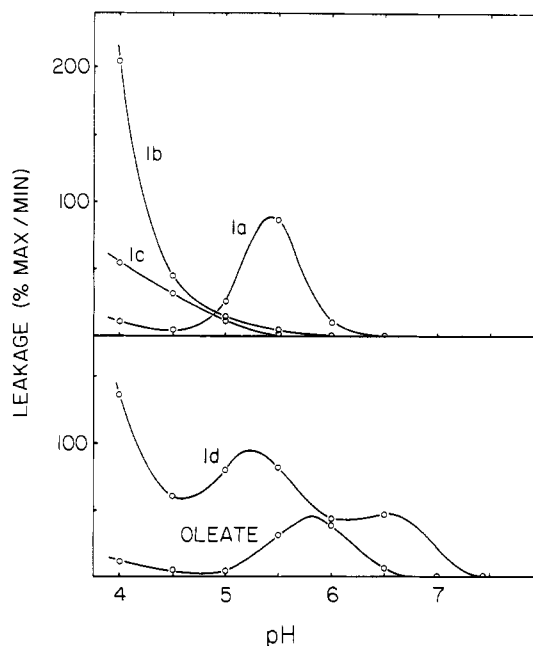 LEAKAGE (% MAX/MIN)
200
100
Ib
Ic
Ia
100
Id
OLEATE
4 5 6 7
pH